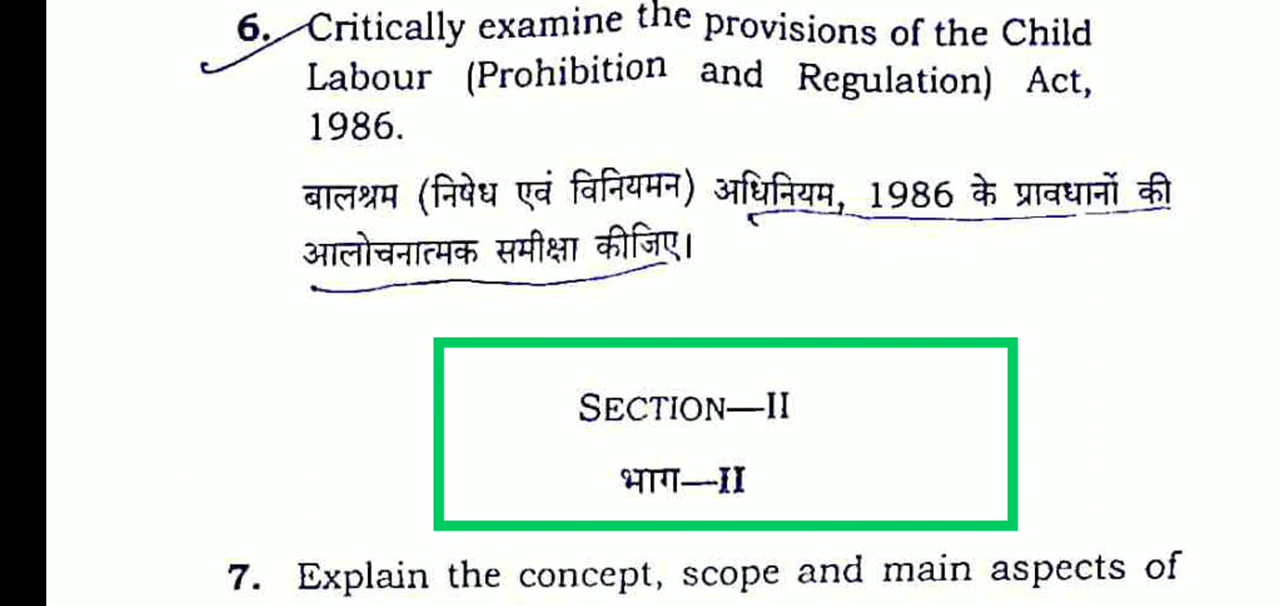 6. Critically examine the provisions of the Child
Labour (Prohibition and Regulation) Act,
1986.
बालश्रम (निषेध एवं विनियमन) अधिनियम, 1986 के प्रावधानों की
आलोचनात्मक समीक्षा कीजिए।
SECTION—II
भाग—II
7. Explain the concept, scope and main aspects of